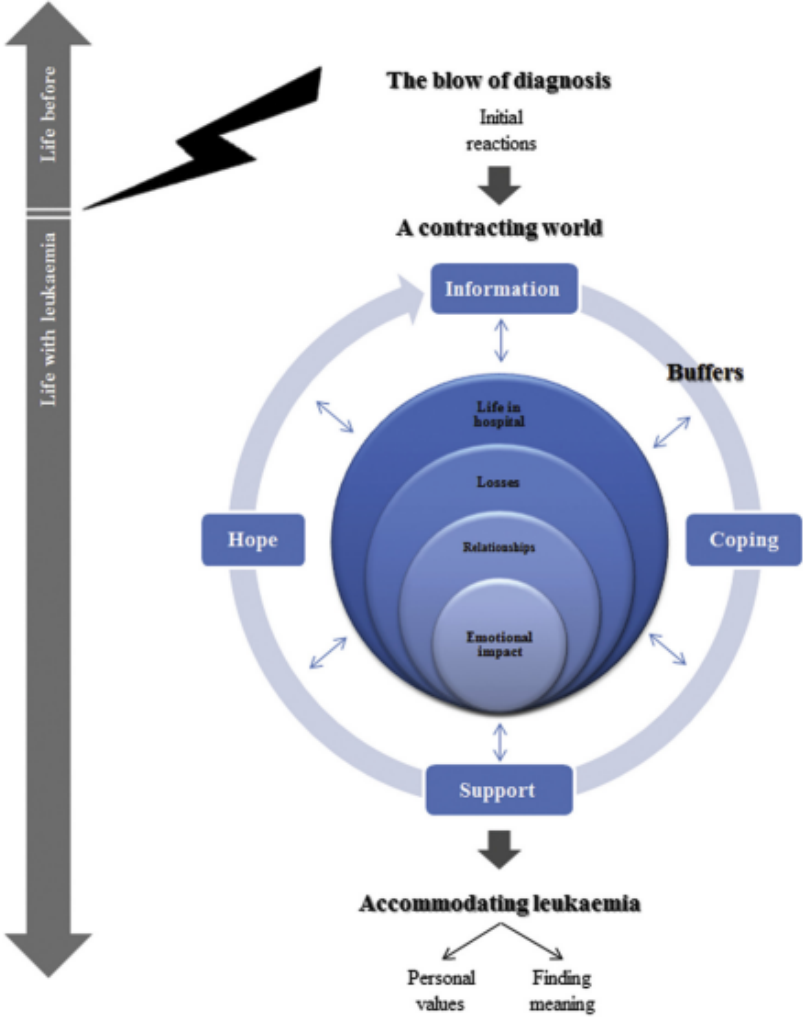 Life before
Life with leukaemia
The blow of diagnosis
Initial
reactions
A contracting world
Information
Buffers
Life in
hospital
Losses
Hope
Relationships
Coping
Emotional
impact
Support
Accommodating leukaemia
Personal
values
Finding
meaning